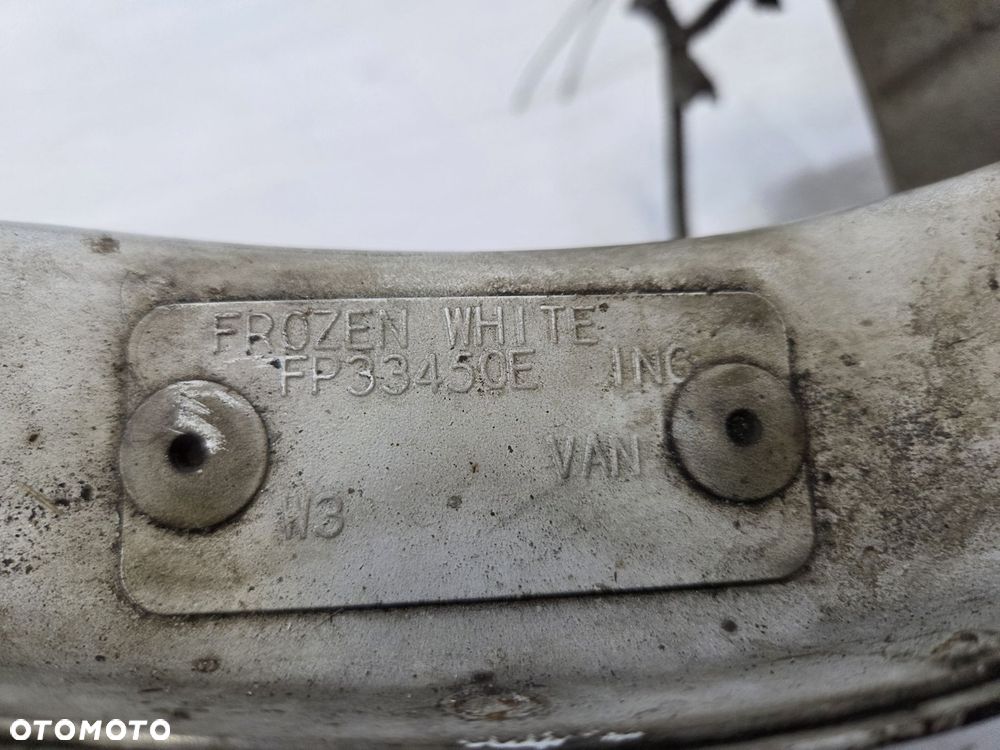 FROZEN WHITE
FP33450E ING
VAN
W3
OTOMOTO